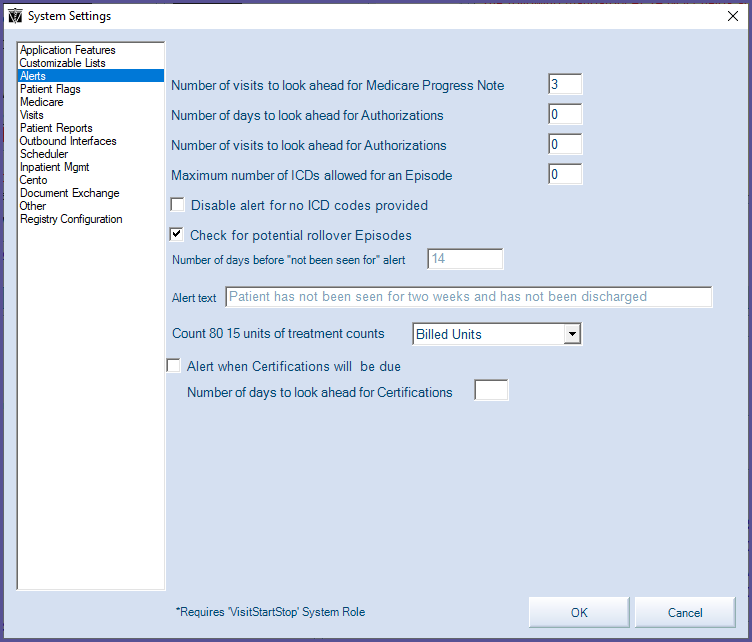 System Settings
Application Features
Customizable Lists
Alerts
Patient Flags
Medicare
Visits
Patient Reports
Outbound Interfaces
Scheduler
Inpatient Mgmt
Cento
Document Exchange
Other
Registry Configuration
Number of visits to look ahead for Medicare Progress Note 3
Number of days to look ahead for Authorizations 0
Number of visits to look ahead for Authorizations 0
Maximum number of ICDs allowed for an Episode 0
Disable alert for no ICD codes provided
Check for potential rollover Episodes
Number of days before "not been seen for" alert 14
Alert text Patient has not been seen for two weeks and has not been discharged
Count 80 15 units of treatment counts Billed Units
Alert when Certifications will be due
Number of days to look ahead for Certifications
*Requires 'VisitStartStop' System Role
OK Cancel